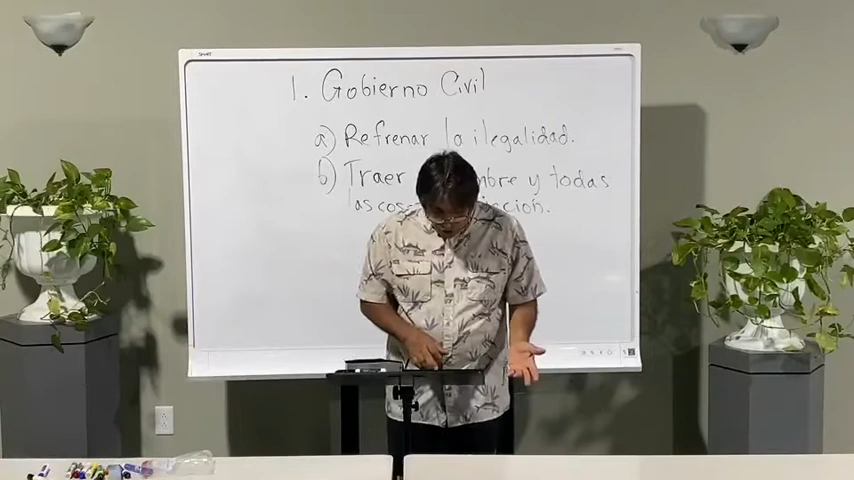 1. Gobierno Civil
a) Refrenar la ilegalidad.
b) Traer y todas
las